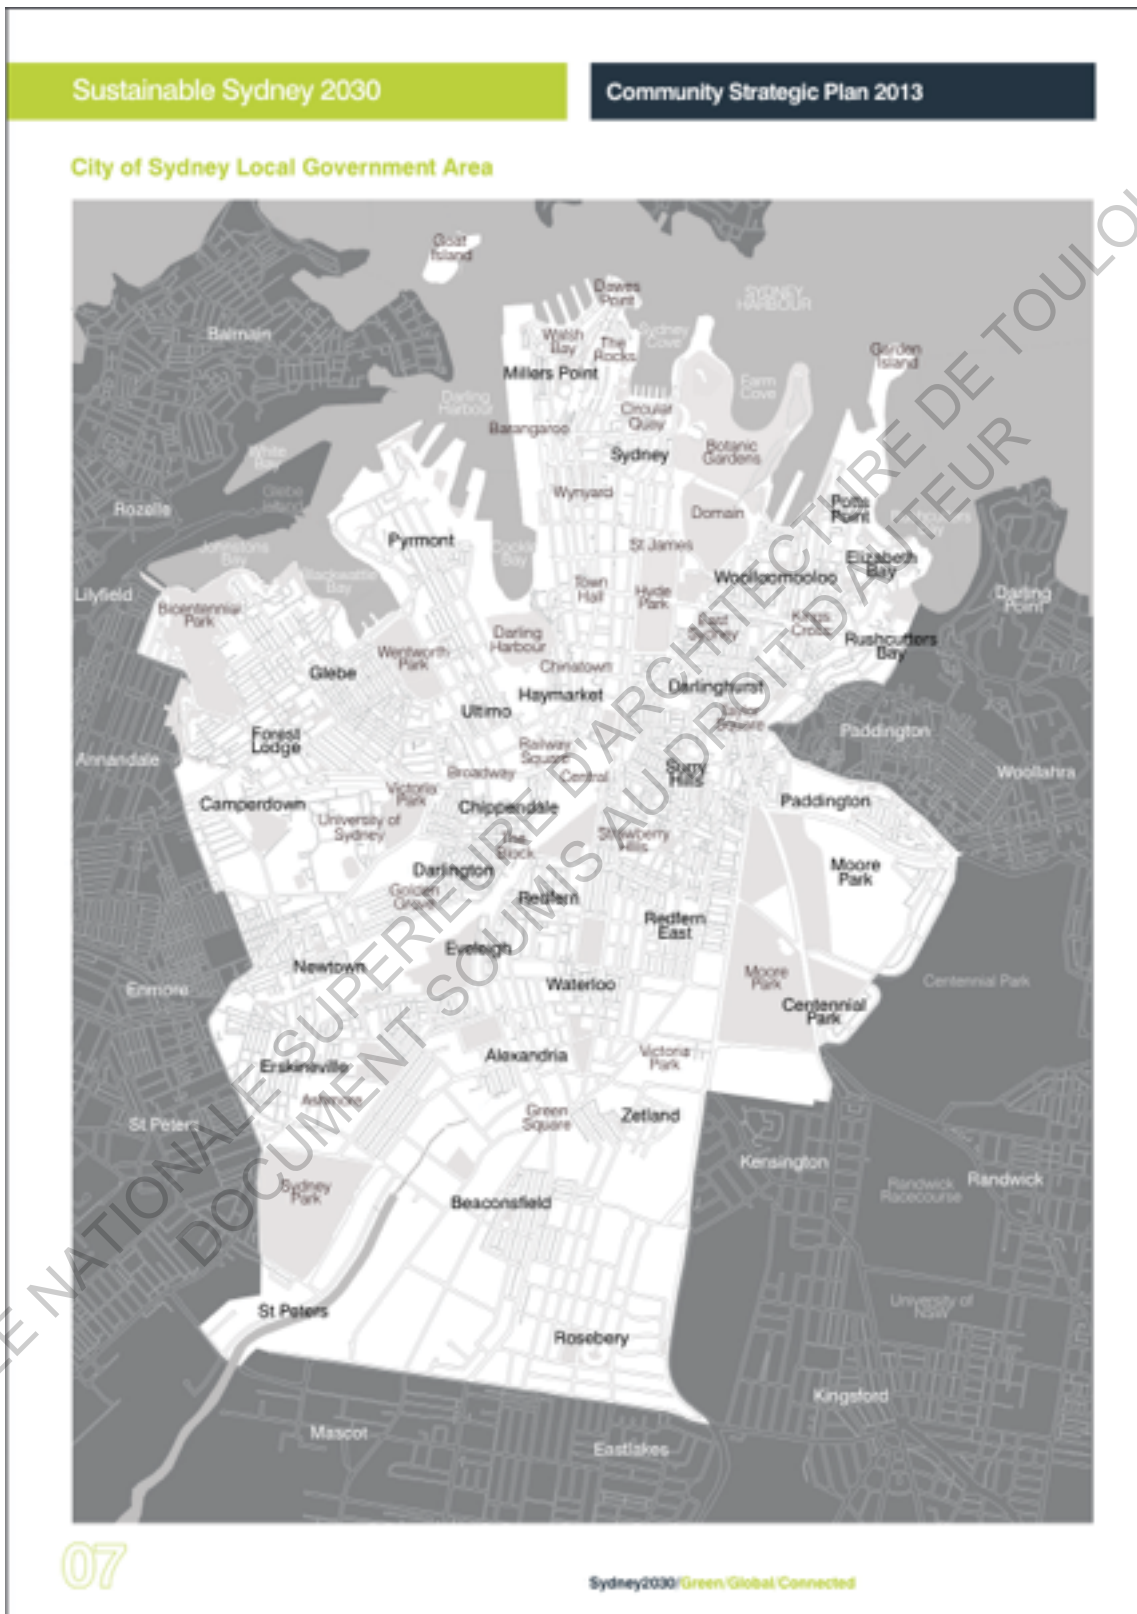 Sustainable Sydney 2030
Community Strategic Plan 2013
City of Sydney Local Government Area
Goat
Island
Dawes
Point
SYDNEY
HARBOUR
Balmain
Walsh
Bay
The
Rocks
Sydney
Cove
Garden
Island
Millers Point
Farm
Cove
Darling
Harbour
Circular
Quay
Barangaroo
Botanic
Gardens
Sydney
White
Bay
Wynyard
Glebe
Island
Rozelle
Domain
Potts
Point
Pyrmont
Johnstons
Bay
St James
Elizabeth
Bay
Blackwattle
Bay
Woolloomooloo
Lilyfield
Town
Hall
Hyde
Park
Darling
Point
Bicentennial
Park
East
Sydney
Kings
Cross
Darling
Harbour
Rushcutters
Bay
Wentworth
Park
Glebe
Chinatown
Haymarket
Darlinghurst
Ultimo
Taylor
Square
Forest
Lodge
Paddington
Railway
Square
Annandale
Broadway
Central
Surry
Hills
Woollahra
Victoria
Park
Camperdown
Chippendale
Paddington
University of
Sydney
The
Block
Strawberry
Hills
Darlington
Moore
Park
Golden
Grove
Redfern
Redfern
East
Eveleigh
Newtown
Moore
Park
Centennial Park
Enmore
Waterloo
Centennial
Park
Alexandria
Victoria
Park
Erskineville
Ashmore
Green
Square
Zetland
St Peters
Kensington
Sydney
Park
Randwick
Racecourse
Randwick
Beaconsfield
St Peters
University of
NSW
Rosebery
Kingsford
Mascot
Eastlakes
07
Sydney2030/Green/Global/Connected
LE NATIONALE SUPERIEURE D'ARCHITECTURE DE TOULO
DOCUMENT SOUMIS AU DROIT D'AUTEUR